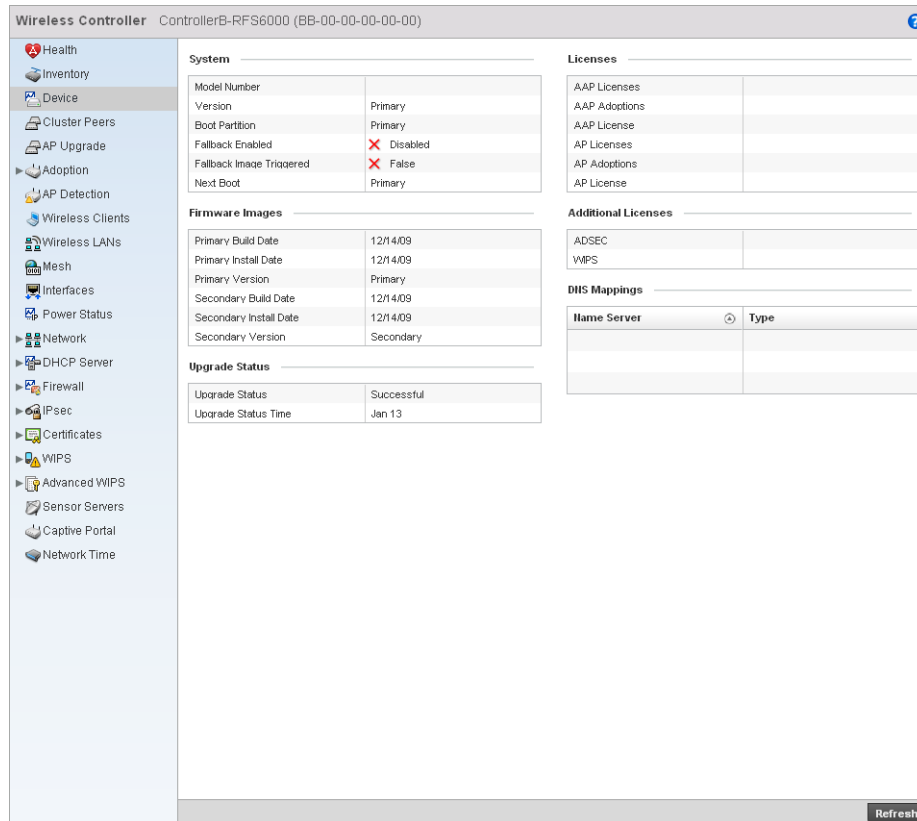 Wireless Controller ControllerB-RFS6000 (BB-00-00-00-00-00)
?
Health
Inventory
Device
Cluster Peers
AP Upgrade
Adoption
AP Detection
Wireless Clients
Wireless LANs
Mesh
Interfaces
Power Status
Network
DHCP Server
Firewall
IPsec
Certificates
WIPS
Advanced WIPS
Sensor Servers
Captive Portal
Network Time
System
Model Number
Version Primary
Boot Partition Primary
Fallback Enabled Disabled
Fallback Image Triggered False
Next Boot Primary
Firmware Images
Primary Build Date 12/14/09
Primary Install Date 12/14/09
Primary Version Primary
Secondary Build Date 12/14/09
Secondary Install Date 12/14/09
Secondary Version Secondary
Upgrade Status
Upgrade Status Successful
Upgrade Status Time Jan 13
Licenses
AAP Licenses
AAP Adoptions
AAP License
AP Licenses
AP Adoptions
AP License
Additional Licenses
ADSEC
WIPS
DNS Mappings
Name Server Type
Refresh